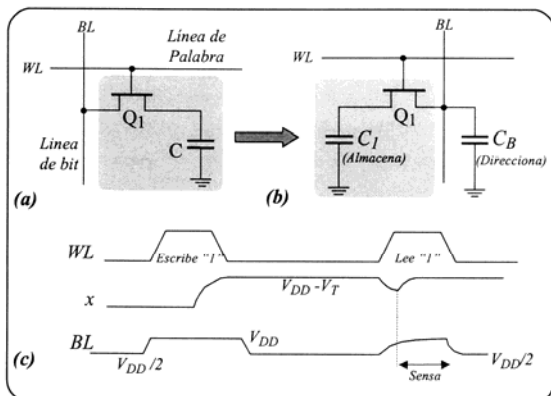 BL
Línea de
Palabra
WL
Q1
C
Linea
de bit
(a)
BL
WL
Q1
C1
(Almacena)
CB
(Direcciona)
(b)
WL
Escribe "1"
Lee "1"
x
VDD -VT
BL
VDD
VDD /2
VDD/2
Sensa
(c)